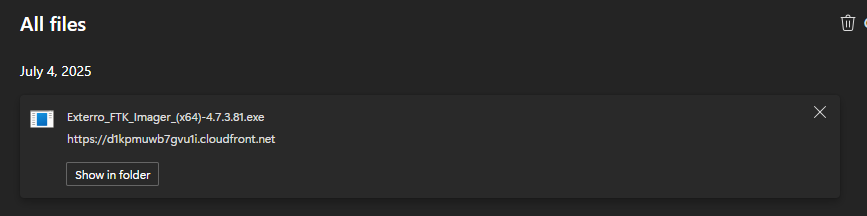 All files
July 4, 2025
Exterro_FTK_Imager_(x64)-4.7.3.81.exe
https://d1kpmuwb7gvu1i.cloudfront.net
Show in folder